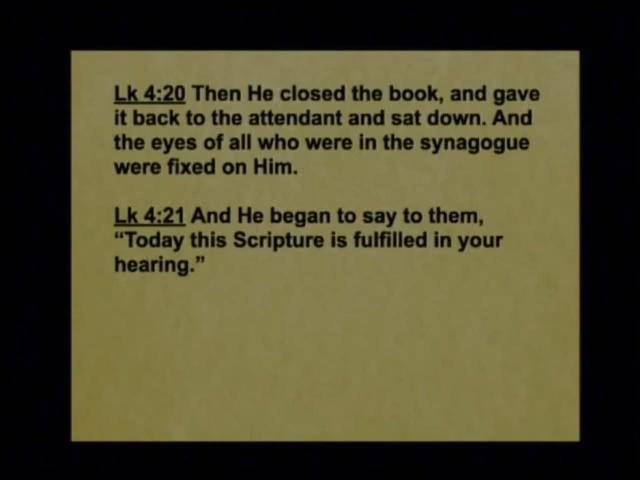 Lk 4:20 Then He closed the book, and gave
it back to the attendant and sat down. And
the eyes of all who were in the synagogue
were fixed on Him.
Lk 4:21 And He began to say to them,
“Today this Scripture is fulfilled in your
hearing.”